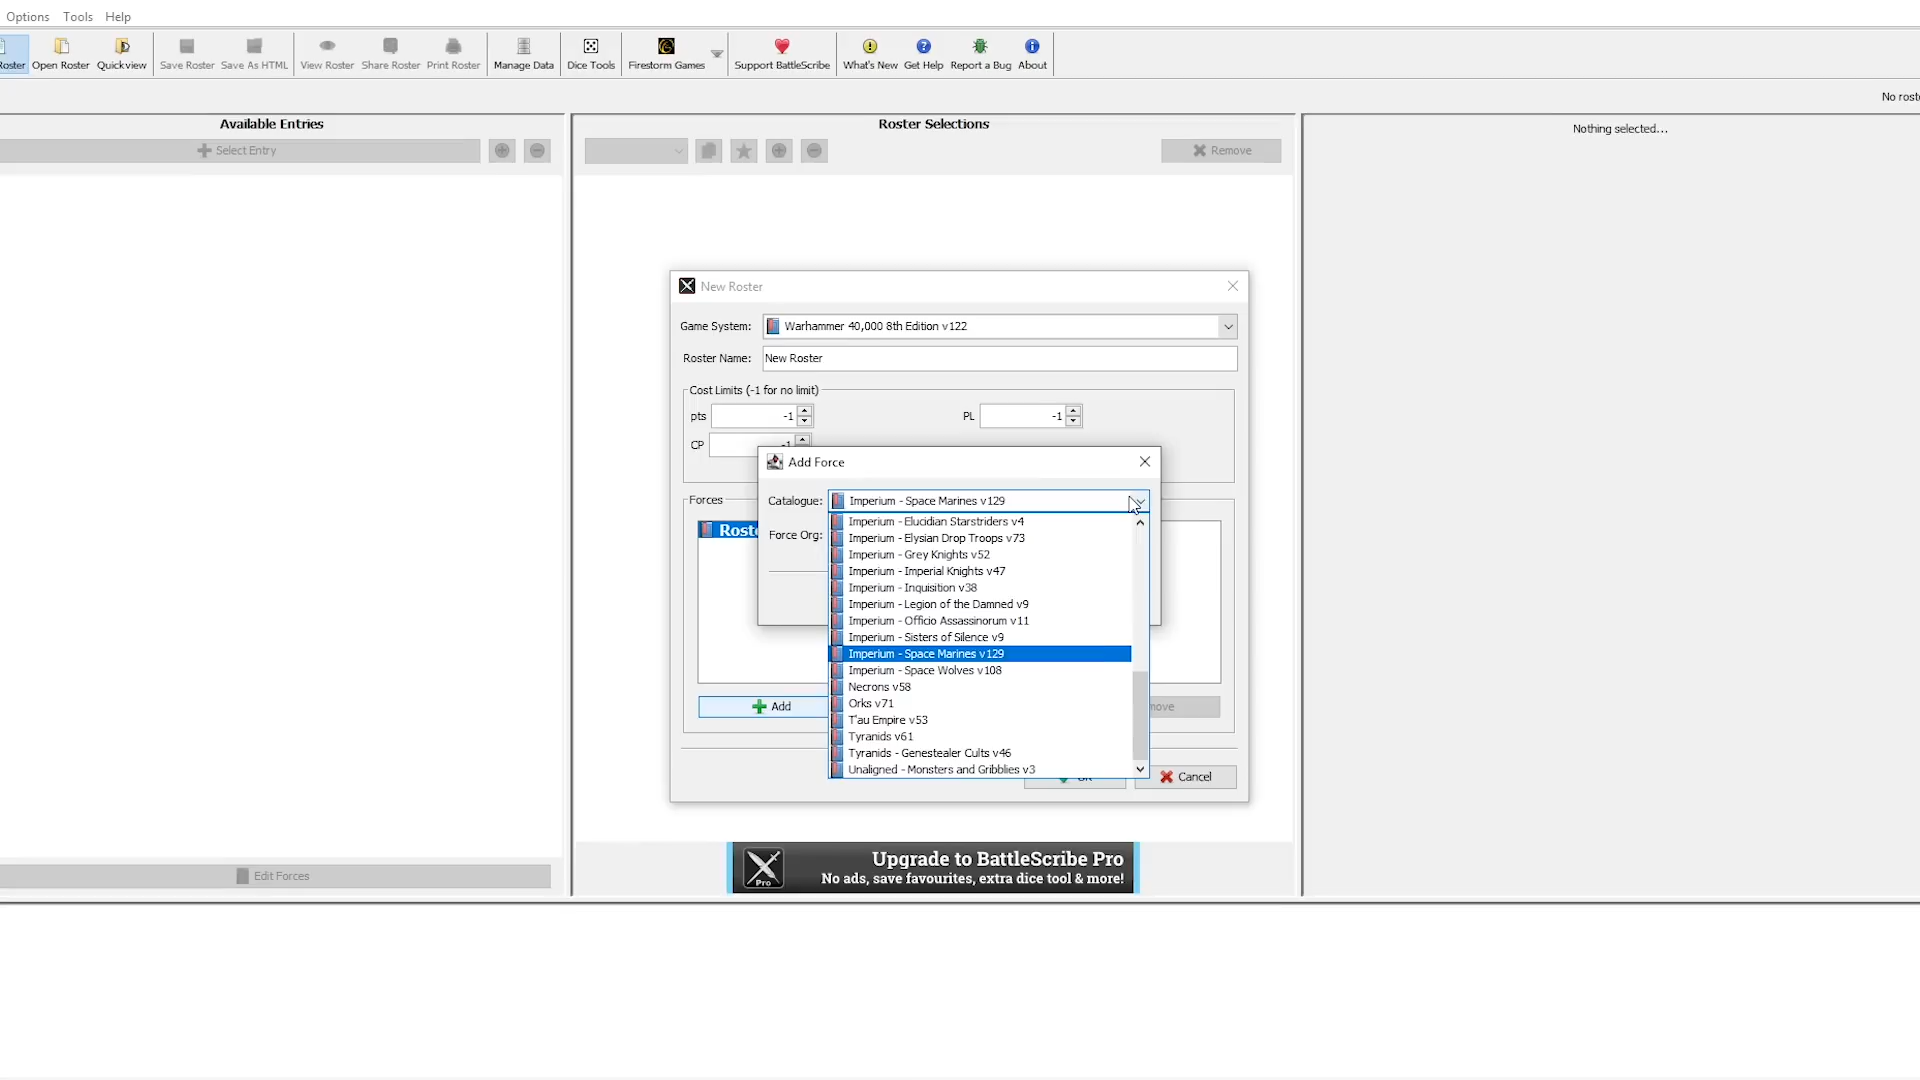 Options Tools Help
Roster Open Roster Quickview Save Roster Save As HTML View Roster Share Roster Print Roster Manage Data Dice Tools Firestorm Games Support BattleScribe What's New Get Help Report a Bug About
No rost
Available Entries
Roster Selections
Nothing selected...
Select Entry
Remove
New Roster
Game System: Warhammer 40,000 8th Edition v122
Roster Name: New Roster
Cost Limits (-1 for no limit)
pts -1 PL -1
CP -1
Add Force
Forces
Catalogue: Imperium - Space Marines v129
Imperium - Elucidian Starstriders v4
Rost
Force Org:
Imperium - Elysian Drop Troops v73
Imperium - Grey Knights v52
Imperium - Imperial Knights v47
Imperium - Inquisition v38
Imperium - Legion of the Damned v9
Imperium - Officio Assassinorum v11
Imperium - Sisters of Silence v9
Imperium - Space Marines v129
Imperium - Space Wolves v108
Necrons v58
Orks v71
Add
move
T'au Empire v53
Tyranids v61
Tyranids - Genestealer Cults v46
Unaligned - Monsters and Gribblies v3
Cancel
Upgrade to BattleScribe Pro
No ads, save favourites, extra dice tool & more!
Pro
Edit Forces